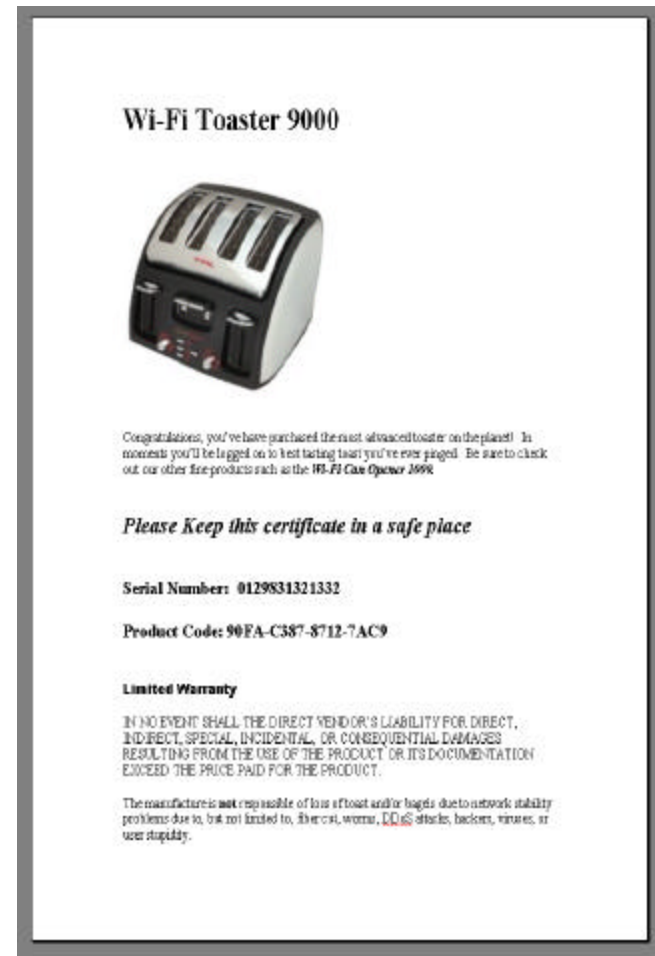 Wi-Fi Toaster 9000
Congratulations, you've have purchased the most advanced toaster on the planet! In
moments you'll be logged on to best tasting toast you've ever pinged. Be sure to check
out our other fine products such as the Wi-Fi Can Opener
Please Keep this certificate in a safe place
Serial Number: 0129831321332
Product Code: 90FA-C387-8712-7AC9
Limited Warranty
IN NO EVENT SHALL THE DIRECT VENDOR'S LIABILITY FOR DIRECT,
INDIRECT, SPECIAL, INCIDENTAL, OR CONSEQUENTIAL DAMAGES
RESULTING FROM THE USE OF THE PRODUCT OR ITS DOCUMENTATION
EXCEED THE PRICE PAID FOR THE PRODUCT.
The manufacture is not responsible of loss of toast and/or bagels due to network stability
problems due to, but not limited to, fiber cut, worms, DDoS attacks, hackers, viruses, or
user stupidity.